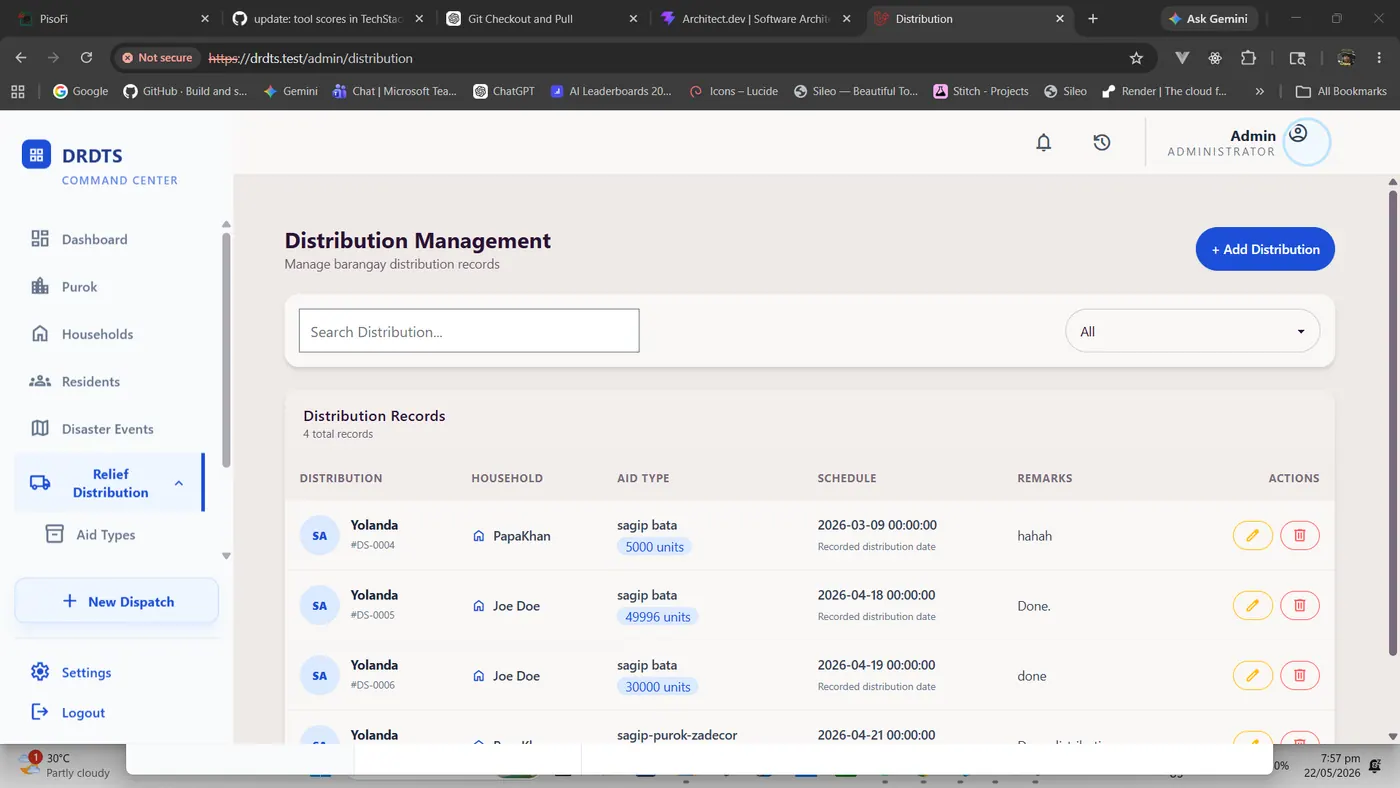 PisoFi
update: tool scores in TechStac
Git Checkout and Pull
Architect.dev | Software Archit
Distribution
Ask Gemini
Not secure
https://drdts.test/admin/distribution
Google
GitHub · Build and s...
Gemini
Chat | Microsoft Tea...
ChatGPT
AI Leaderboards 20...
Icons – Lucide
Sileo — Beautiful To...
Stitch - Projects
Sileo
Render | The cloud f...
»
All Bookmarks
DRDTS
COMMAND CENTER
Admin
ADMINISTRATOR
Dashboard
Purok
Households
Residents
Disaster Events
Relief
Distribution
Aid Types
+ New Dispatch
Settings
Logout
Distribution Management
Manage barangay distribution records
+ Add Distribution
Search Distribution...
All
Distribution Records
4 total records
DISTRIBUTION HOUSEHOLD AID TYPE SCHEDULE REMARKS ACTIONS
SA Yolanda PapaKhan sagip bata 2026-03-09 00:00:00 hahah
#DS-0004 5000 units Recorded distribution date
SA Yolanda Joe Doe sagip bata 2026-04-18 00:00:00 Done.
#DS-0005 49996 units Recorded distribution date
SA Yolanda Joe Doe sagip bata 2026-04-19 00:00:00 done
#DS-0006 30000 units Recorded distribution date
Yolanda sagip-purok-zadecor 2026-04-21 00:00:00
1
30°C
Partly cloudy
0%
7:57 pm
22/05/2026